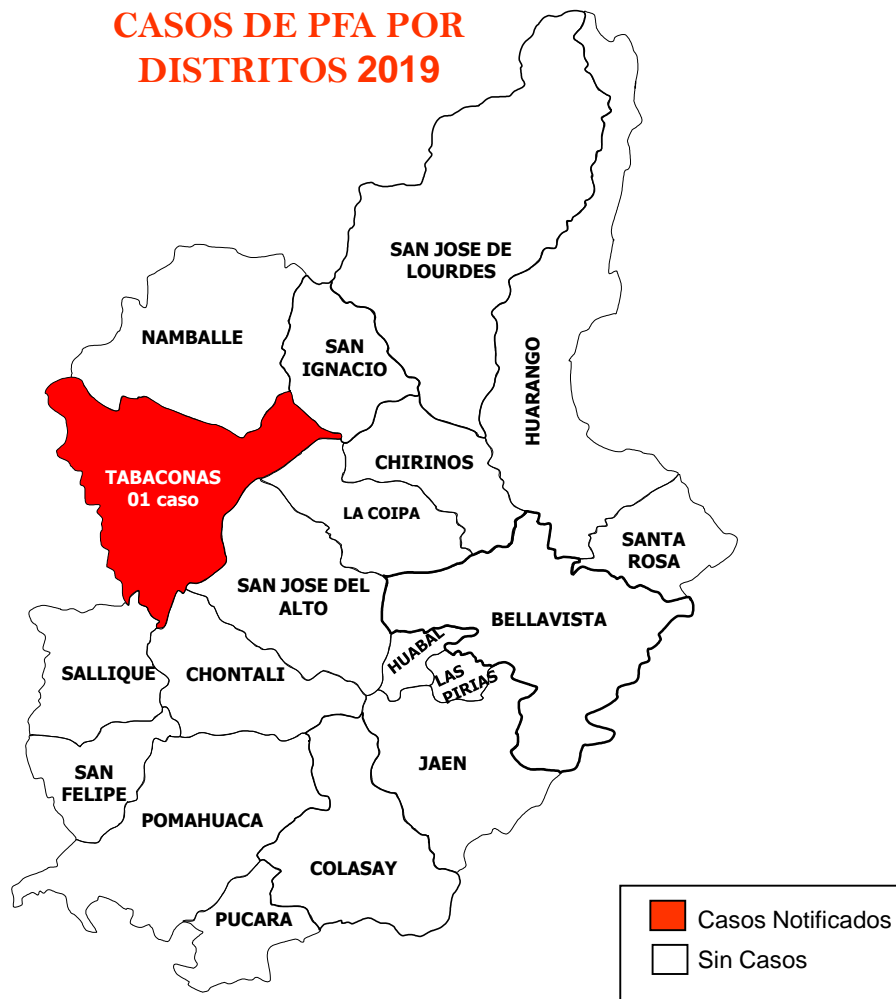 CASOS DE PFA POR
DISTRITOS 2019
SAN JOSE DE
LOURDES
NAMBALLE
SAN
IGNACIO
HUARANGO
CHIRINOS
TABACONAS
01 caso
LA COIPA
SANTA
ROSA
SAN JOSE DEL
ALTO
BELLAVISTA
HUABAL
SALLIQUE
CHONTALI
LAS
PIRIAS
JAEN
SAN
FELIPE
POMAHUACA
COLASAY
PUCARA
Casos Notificados
Sin Casos